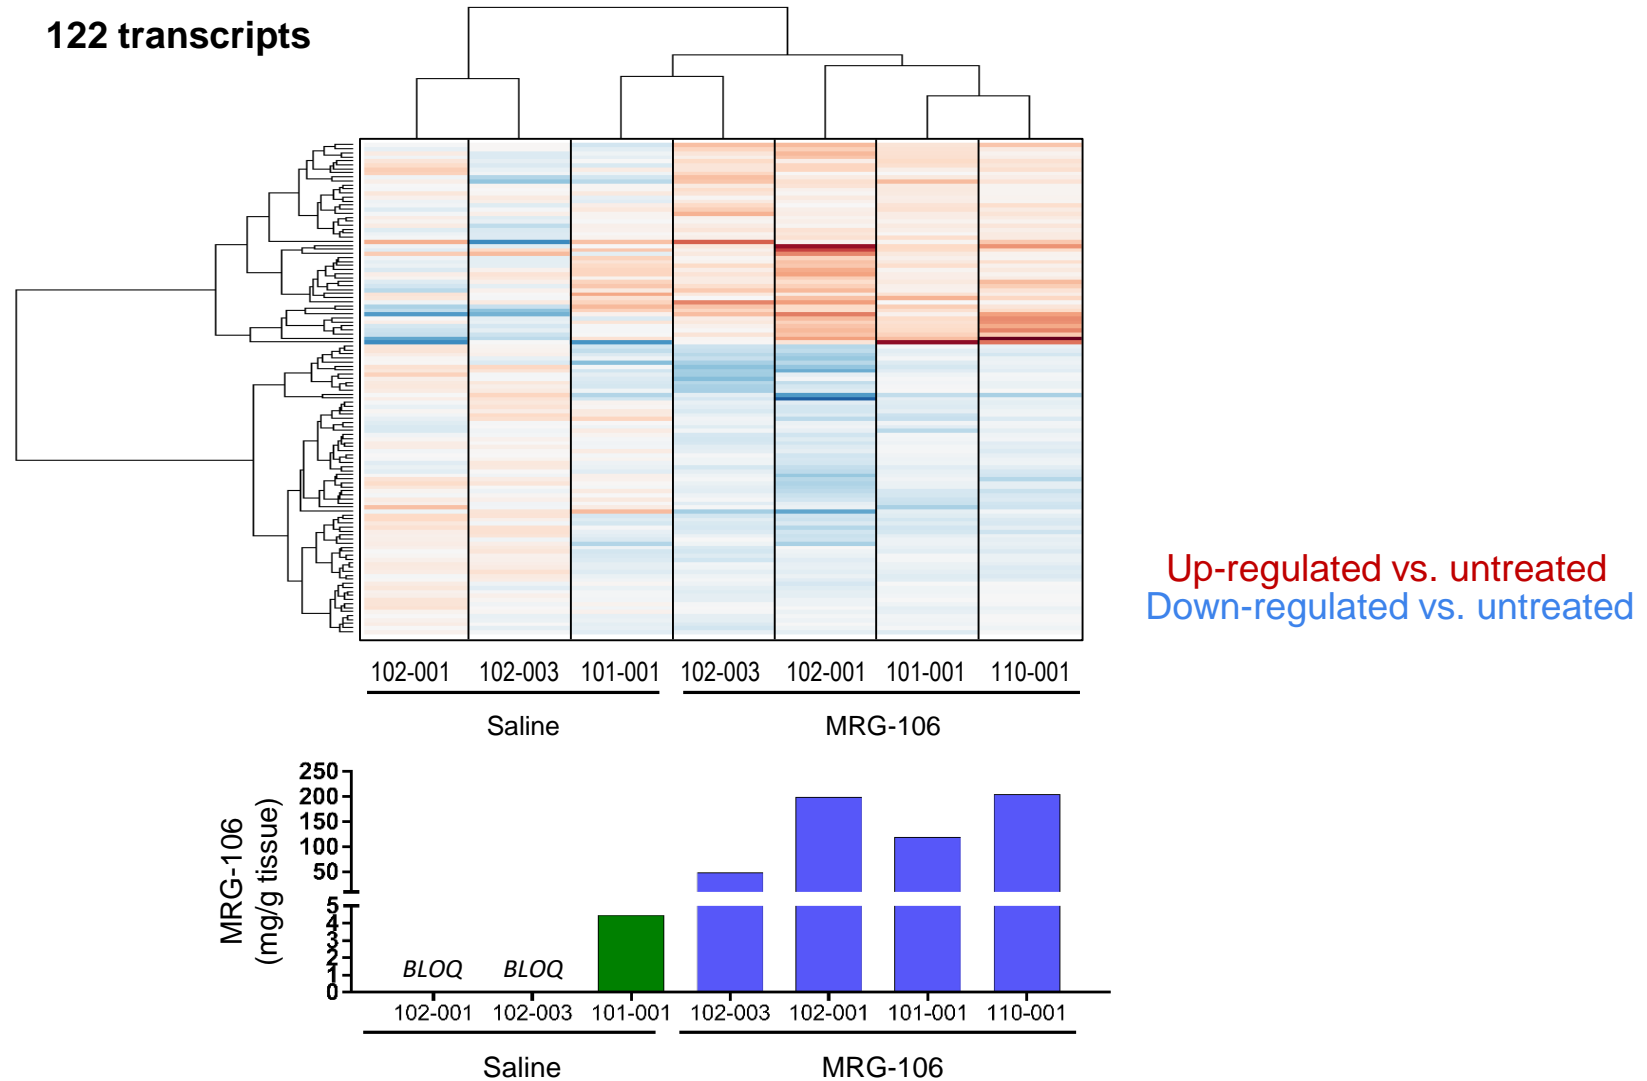 122 transcripts
Up-regulated vs. untreated
Down-regulated vs. untreated
102-001 102-003 101-001 102-003 102-001 101-001 110-001
Saline MRG-106
MRG-106
(mg/g tissue)
250
200
150
100
50
5
4
3
2
1
0
BLOQ BLOQ
102-001 102-003 101-001 102-003 102-001 101-001 110-001
Saline MRG-106